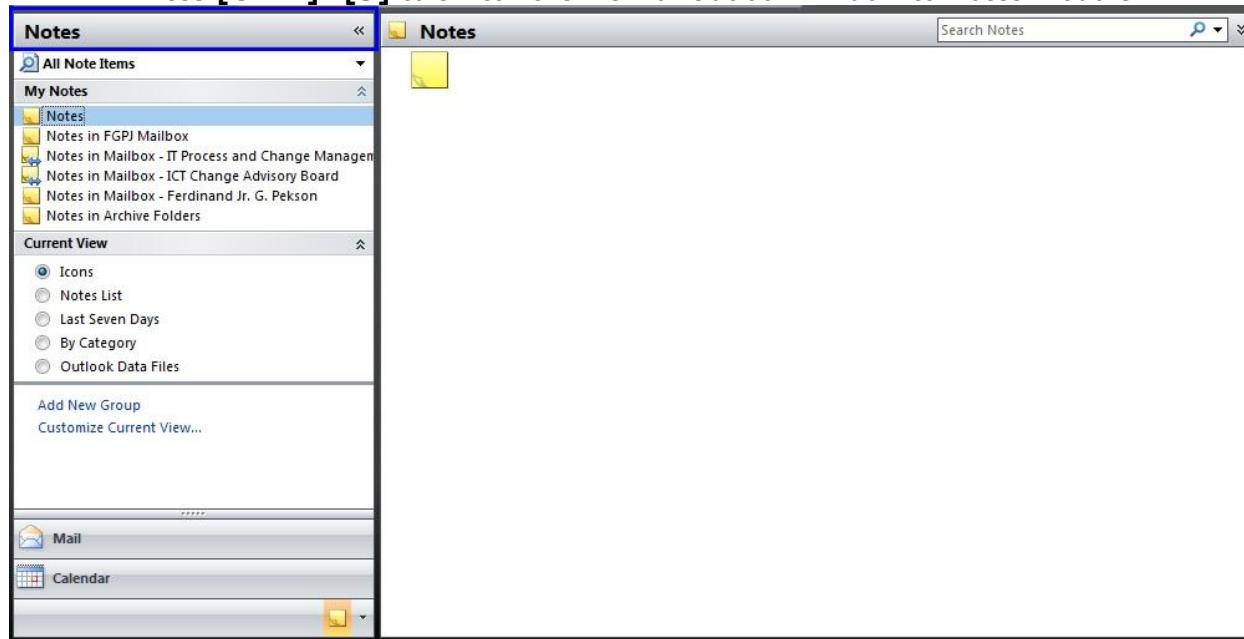 Notes «
Notes
Search Notes
All Note Items
My Notes
Notes
Notes in FGPJ Mailbox
Notes in Mailbox - IT Process and Change Managem
Notes in Mailbox - ICT Change Advisory Board
Notes in Mailbox - Ferdinand Jr. G. Pekson
Notes in Archive Folders
Current View
Icons
Notes List
Last Seven Days
By Category
Outlook Data Files
Add New Group
Customize Current View...
Mail
Calendar